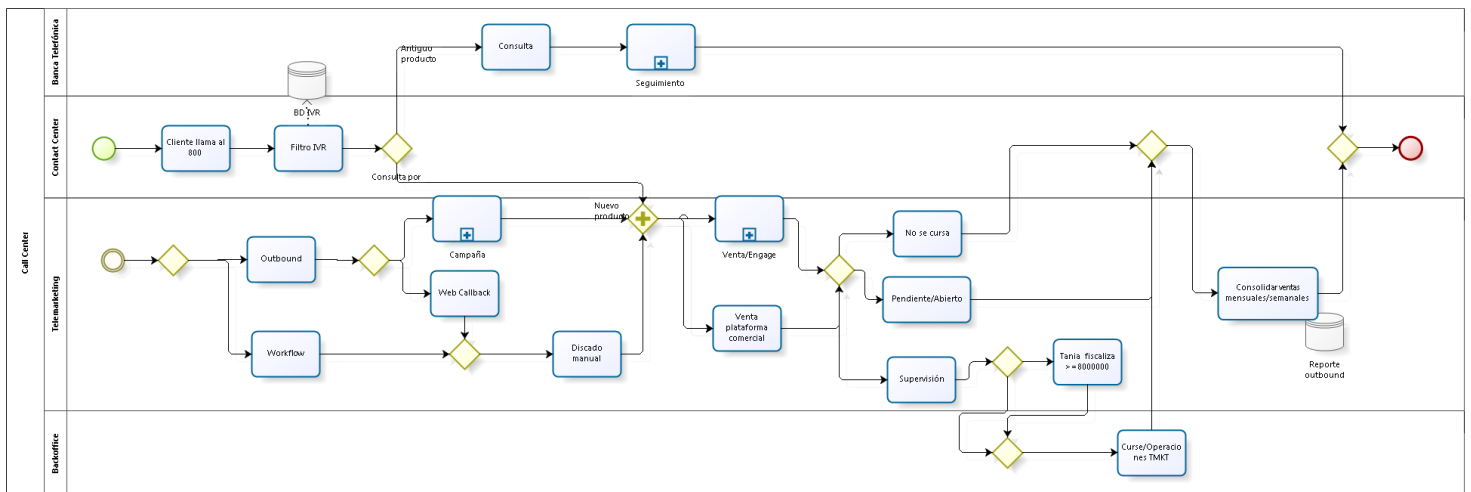 Call Center
Banca Telefónica
Antiguo
producto
Consulta
Seguimiento
Contact Center
BD IVR
Cliente llama al
800
Filtro IVR
Consulta por
Telemarketing
Nuevo
producto
Outbound
Campaña
Web Callback
Workflow
Discado
manual
Venta/Engage
Venta
plataforma
comercial
No se cursa
Pendiente/Abierto
Supervisión
Tania fiscaliza
>=8000000
Consolidar ventas
mensuales/semanales
Reporte
outbound
Backoffice
Curse/Operacio
nes TMKT